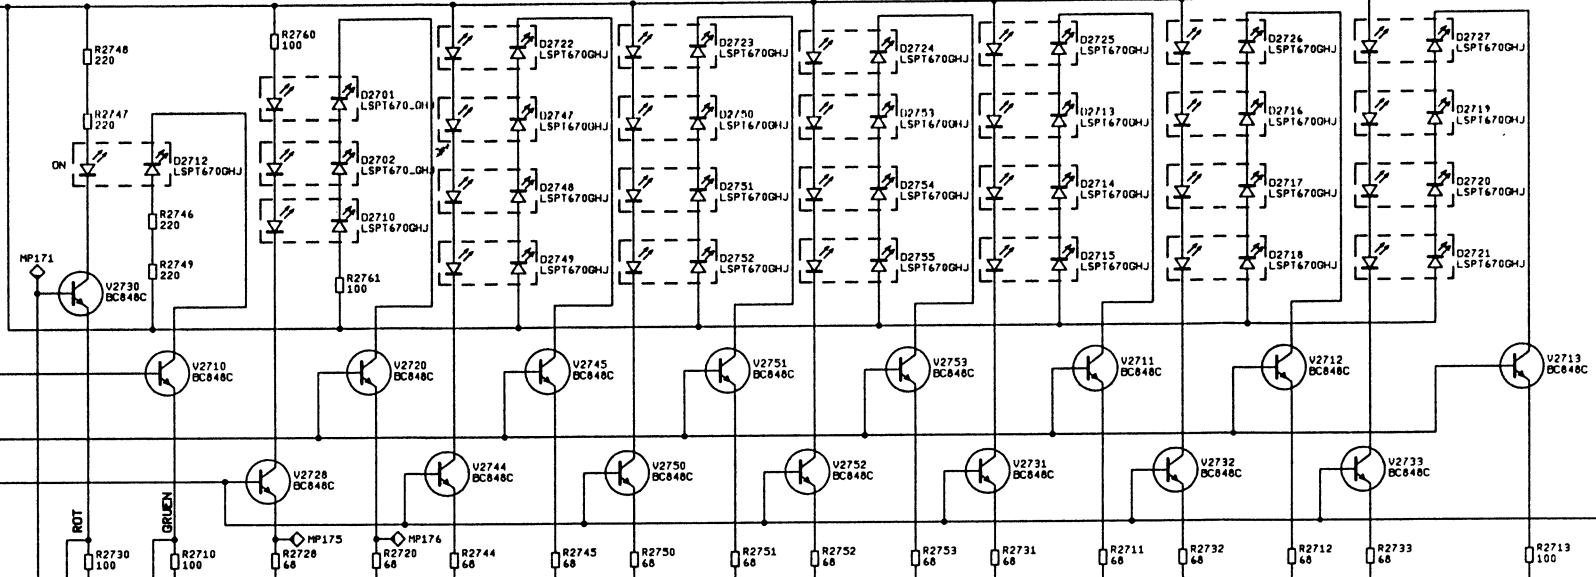 R2748
220
R2747
220
ON
D2712
LSPT670GHJ
R2746
220
R2749
220
MP171
V2730
BC848C
R2760
100
D2701
LSPT670_GHJ
D2702
LSPT670_GHJ
D2710
LSPT670GHJ
R2761
100
D2722
LSPT670GHJ
D2747
LSPT670GHJ
D2748
LSPT670GHJ
D2749
LSPT670GHJ
D2723
LSPT670GHJ
D2750
LSPT670GHJ
D2751
LSPT670GHJ
D2752
LSPT670GHJ
D2724
LSPT670GHJ
D2753
LSPT670GHJ
D2754
LSPT670GHJ
D2755
LSPT670GHJ
D2725
LSPT670GHJ
D2713
LSPT670GHJ
D2714
LSPT670GHJ
D2715
LSPT670GHJ
D2726
LSPT670GHJ
D2716
LSPT670GHJ
D2717
LSPT670GHJ
D2718
LSPT670GHJ
D2727
LSPT670GHJ
D2719
LSPT670GHJ
D2720
LSPT670GHJ
D2721
LSPT670GHJ
V2710
BC848C
V2720
BC848C
V2745
BC848C
V2751
BC848C
V2753
BC848C
V2711
BC848C
V2712
BC848C
V2713
BC848C
V2728
BC848C
V2744
BC848C
V2750
BC848C
V2752
BC848C
V2731
BC848C
V2732
BC848C
V2733
BC848C
ROT
GRUEN
MP175
MP176
R2730
100
R2710
100
R2728
68
R2720
68
R2744
68
R2745
68
R2750
68
R2751
68
R2752
68
R2753
68
R2731
68
R2711
68
R2732
68
R2712
68
R2733
68
R2713
100